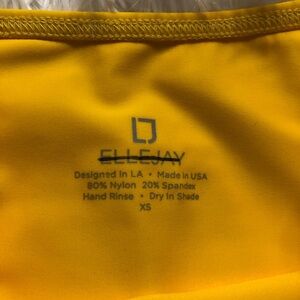 ELLEJAY
Designed in LA • Made in USA
80% Nylon 20% Spandex
Hand Rinse • Dry in Shade
XS